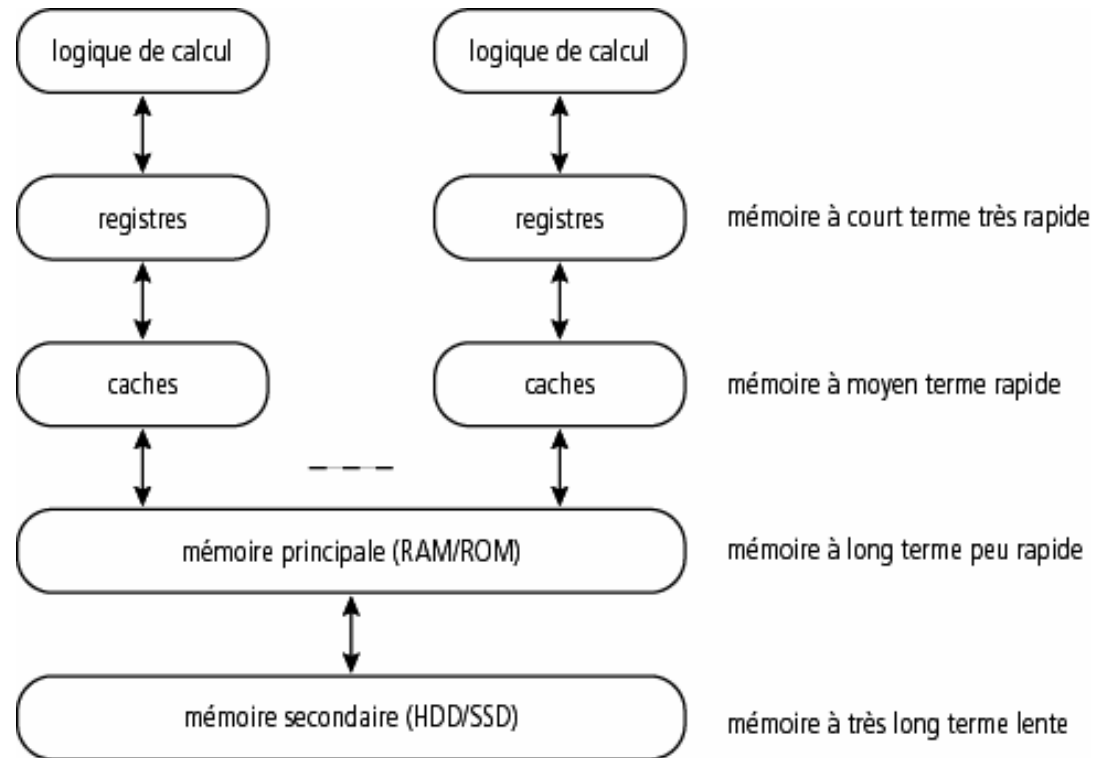 logique de calcul
logique de calcul
registres
registres
mémoire à court terme très rapide
caches
caches
mémoire à moyen terme rapide
mémoire principale (RAM/ROM)
mémoire à long terme peu rapide
mémoire secondaire (HDD/SSD)
mémoire à très long terme lente